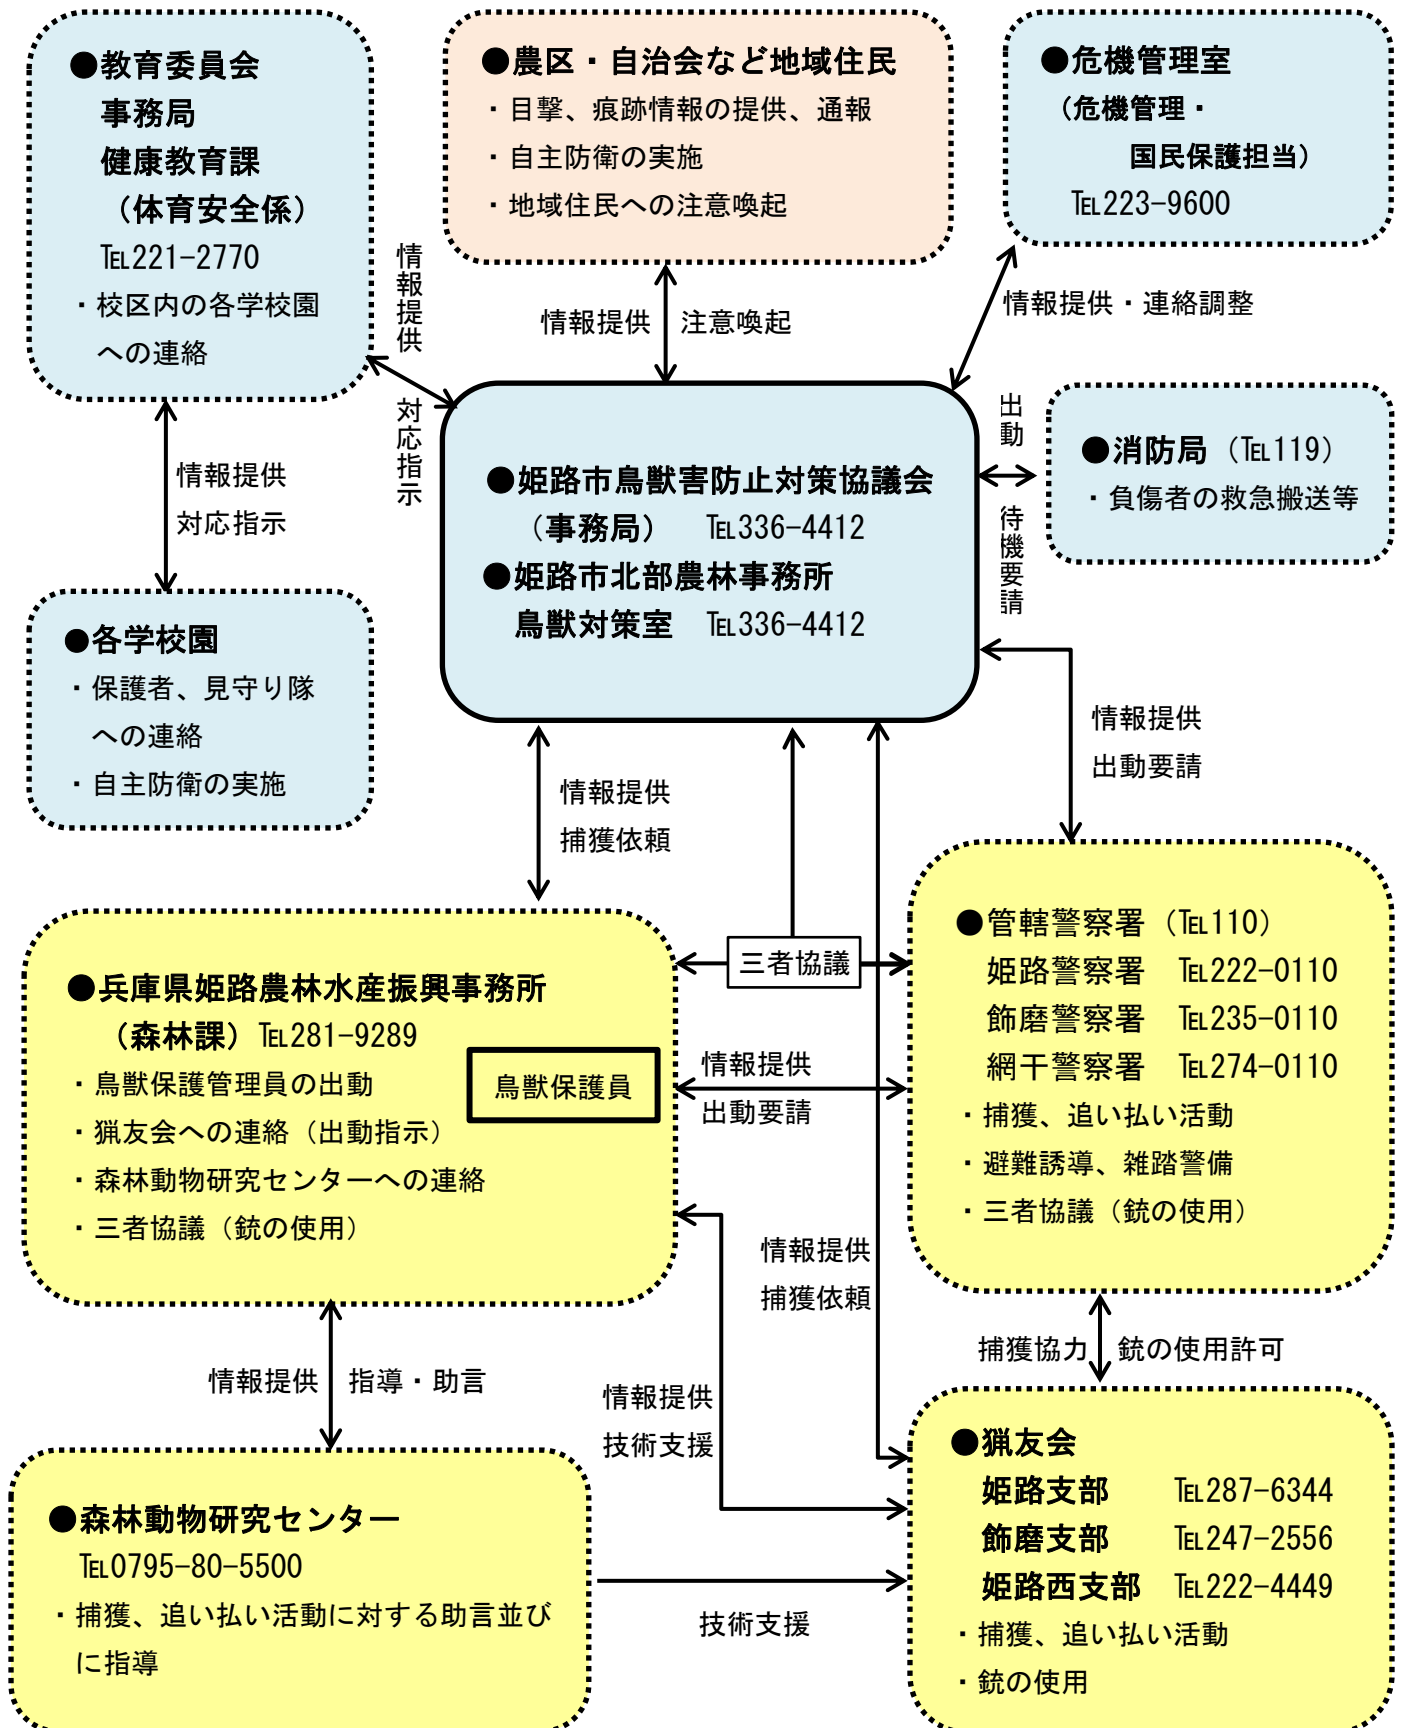 ●教育委員会
事務局
健康教育課
（体育安全係）
℡221-2770
・校区内の各学校園
への連絡
●農区・自治会など地域住民
・目撃、痕跡情報の提供、通報
・自主防衛の実施
・地域住民への注意喚起
●危機管理室
（危機管理・
国民保護担当）
℡223-9600
情報提供
対応指示
情報提供
注意喚起
情報提供・連絡調整
情報提供
対応指示
●姫路市鳥獣害防止対策協議会
（事務局） ℡336-4412
●姫路市北部農林事務所
鳥獣対策室 ℡336-4412
出動
待機要請
●消防局（℡119）
・負傷者の救急搬送等
●各学校園
・保護者、見守り隊
への連絡
・自主防衛の実施
情報提供
捕獲依頼
情報提供
出動要請
三者協議
●兵庫県姫路農林水産振興事務所
（森林課）℡281-9289
鳥獣保護員
・鳥獣保護管理員の出動
・猟友会への連絡（出動指示）
・森林動物研究センターへの連絡
・三者協議（銃の使用）
情報提供
出動要請
●管轄警察署（℡110）
姫路警察署 ℡222-0110
飾磨警察署 ℡235-0110
網干警察署 ℡274-0110
・捕獲、追い払い活動
・避難誘導、雑踏警備
・三者協議（銃の使用）
情報提供
捕獲依頼
情報提供
指導・助言
情報提供
技術支援
捕獲協力
銃の使用許可
●森林動物研究センター
℡0795-80-5500
・捕獲、追い払い活動に対する助言並び
に指導
技術支援
●猟友会
姫路支部 ℡287-6344
飾磨支部 ℡247-2556
姫路西支部 ℡222-4449
・捕獲、追い払い活動
・銃の使用